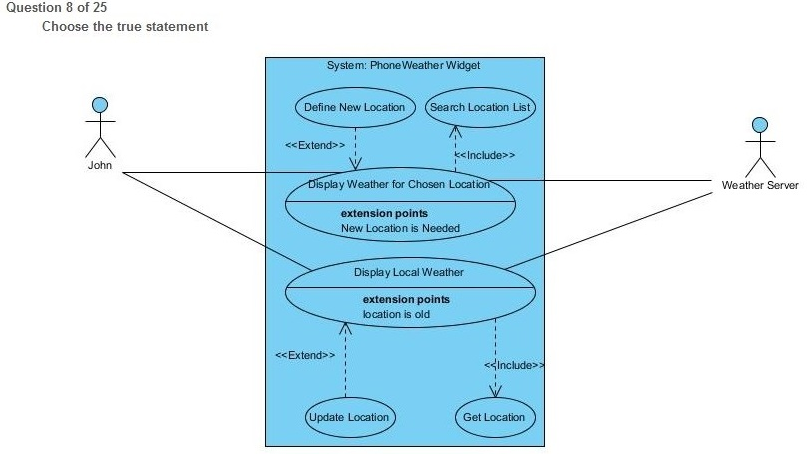 Question 8 of 25
Choose the true statement
System: PhoneWeather Widget
Define New Location
Search Location List
<<Extend>>
<<Include>>
John
Weather Server
Display Weather for Chosen Location
extension points
New Location is Needed
Display Local Weather
extension points
location is old
<<Extend>>
<<Include>>
Update Location
Get Location